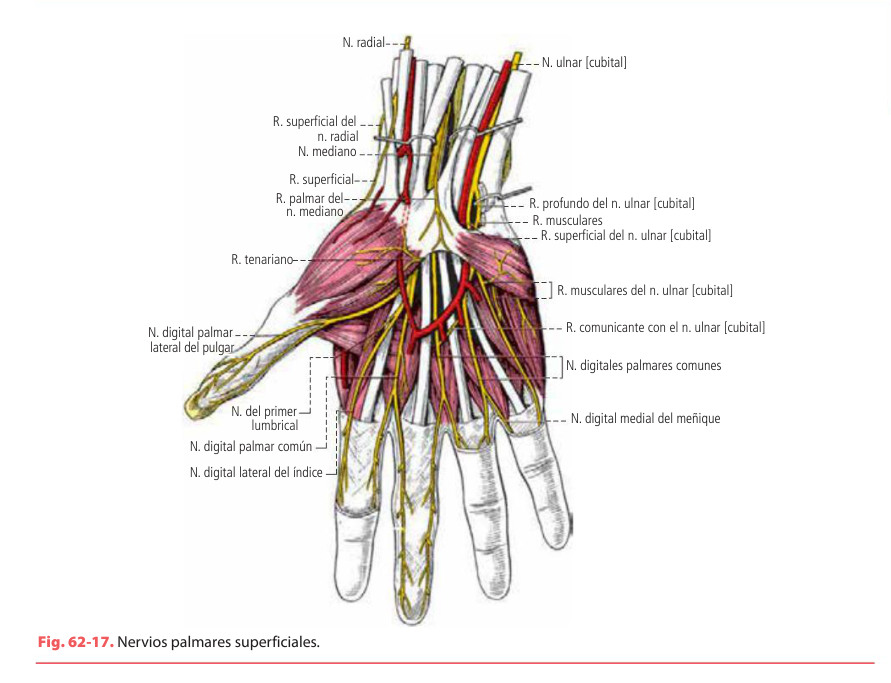 N. radial
N. ulnar [cubital]
R. superficial del
n. radial
N. mediano
R. superficial
R. palmar del
n. mediano
R. profundo del n. ulnar [cubital]
R. musculares
R. superficial del n. ulnar [cubital]
R. tenariano
R. musculares del n. ulnar [cubital]
R. comunicante con el n. ulnar [cubital]
N. digital palmar
lateral del pulgar
N. digitales palmares comunes
N. del primer
lumbrical
N. digital medial del meñique
N. digital palmar común
N. digital lateral del índice
Fig. 62-17. Nervios palmares superficiales.